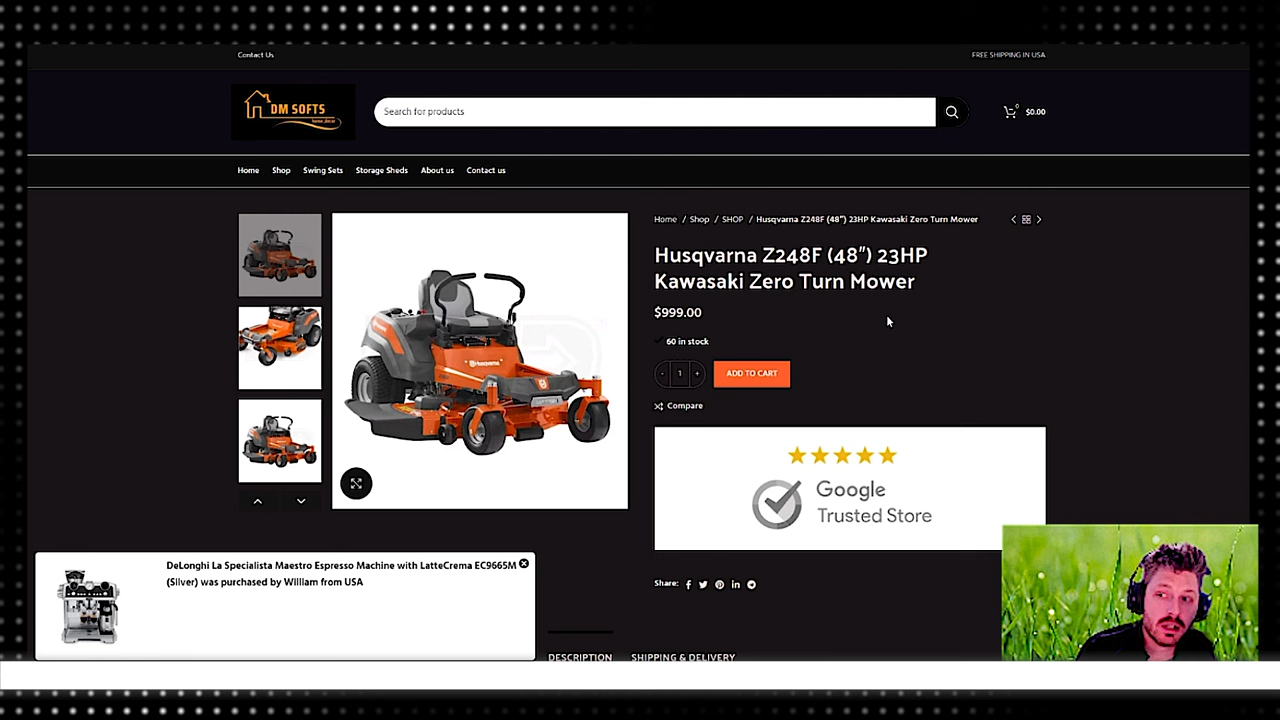 Contact Us
FREE SHIPPING IN USA
DM SOFTS
home_decor
Search for products
0
$0.00
Home
Shop
Swing Sets
Storage Sheds
About us
Contact us
Home / Shop / SHOP / Husqvarna Z248F (48″) 23HP Kawasaki Zero Turn Mower
Husqvarna Z248F (48″) 23HP
Kawasaki Zero Turn Mower
$999.00
60 in stock
- 1 +
ADD TO CART
Compare
Husqvarna
Google
Trusted Store
DeLonghi La Specialista Maestro Espresso Machine with LatteCrema EC9665M
(Silver) was purchased by William from USA
Share:
DESCRIPTION
SHIPPING & DELIVERY